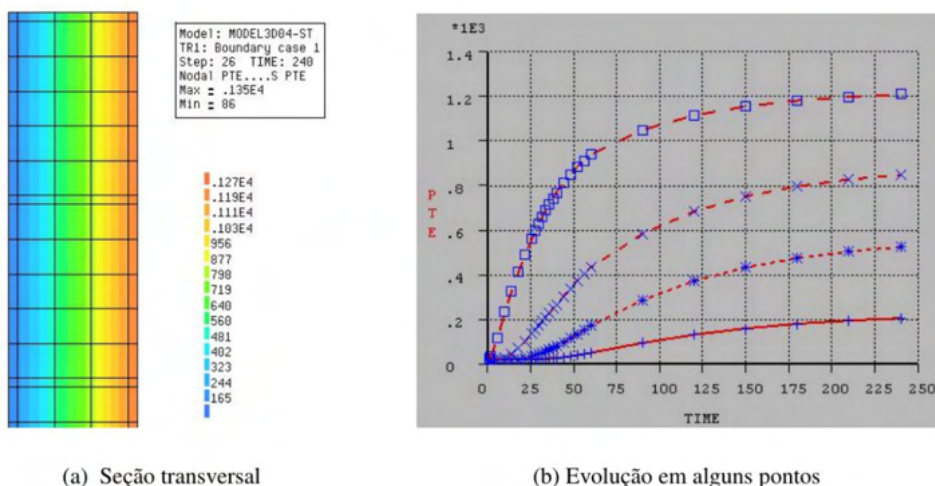 Model: MODEL3D04-ST
TR1: Boundary case 1
Step: 26 TIME: 240
Nodal PTE....S PTE
Max = .135E4
Min = 86
.127E4
.119E4
.111E4
.103E4
956
877
798
719
640
560
481
402
323
244
165
(a) Seção transversal
*1E3
1.4
1.2
1
.8
.6
.4
.2
0
PTE
0
25
50
75
100
125
150
175
200
225
250
TIME
(b) Evolução em alguns pontos